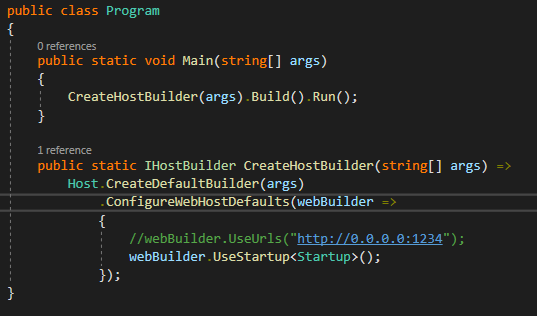 public class Program
{
0 references
public static void Main(string[] args)
{
CreateHostBuilder(args).Build().Run();
}
1 reference
public static IHostBuilder CreateHostBuilder(string[] args) =>
Host.CreateDefaultBuilder(args)
.ConfigureWebHostDefaults(webBuilder =>
{
//webBuilder.UseUrls("http://0.0.0.0:1234");
webBuilder.UseStartup<Startup>();
});
}